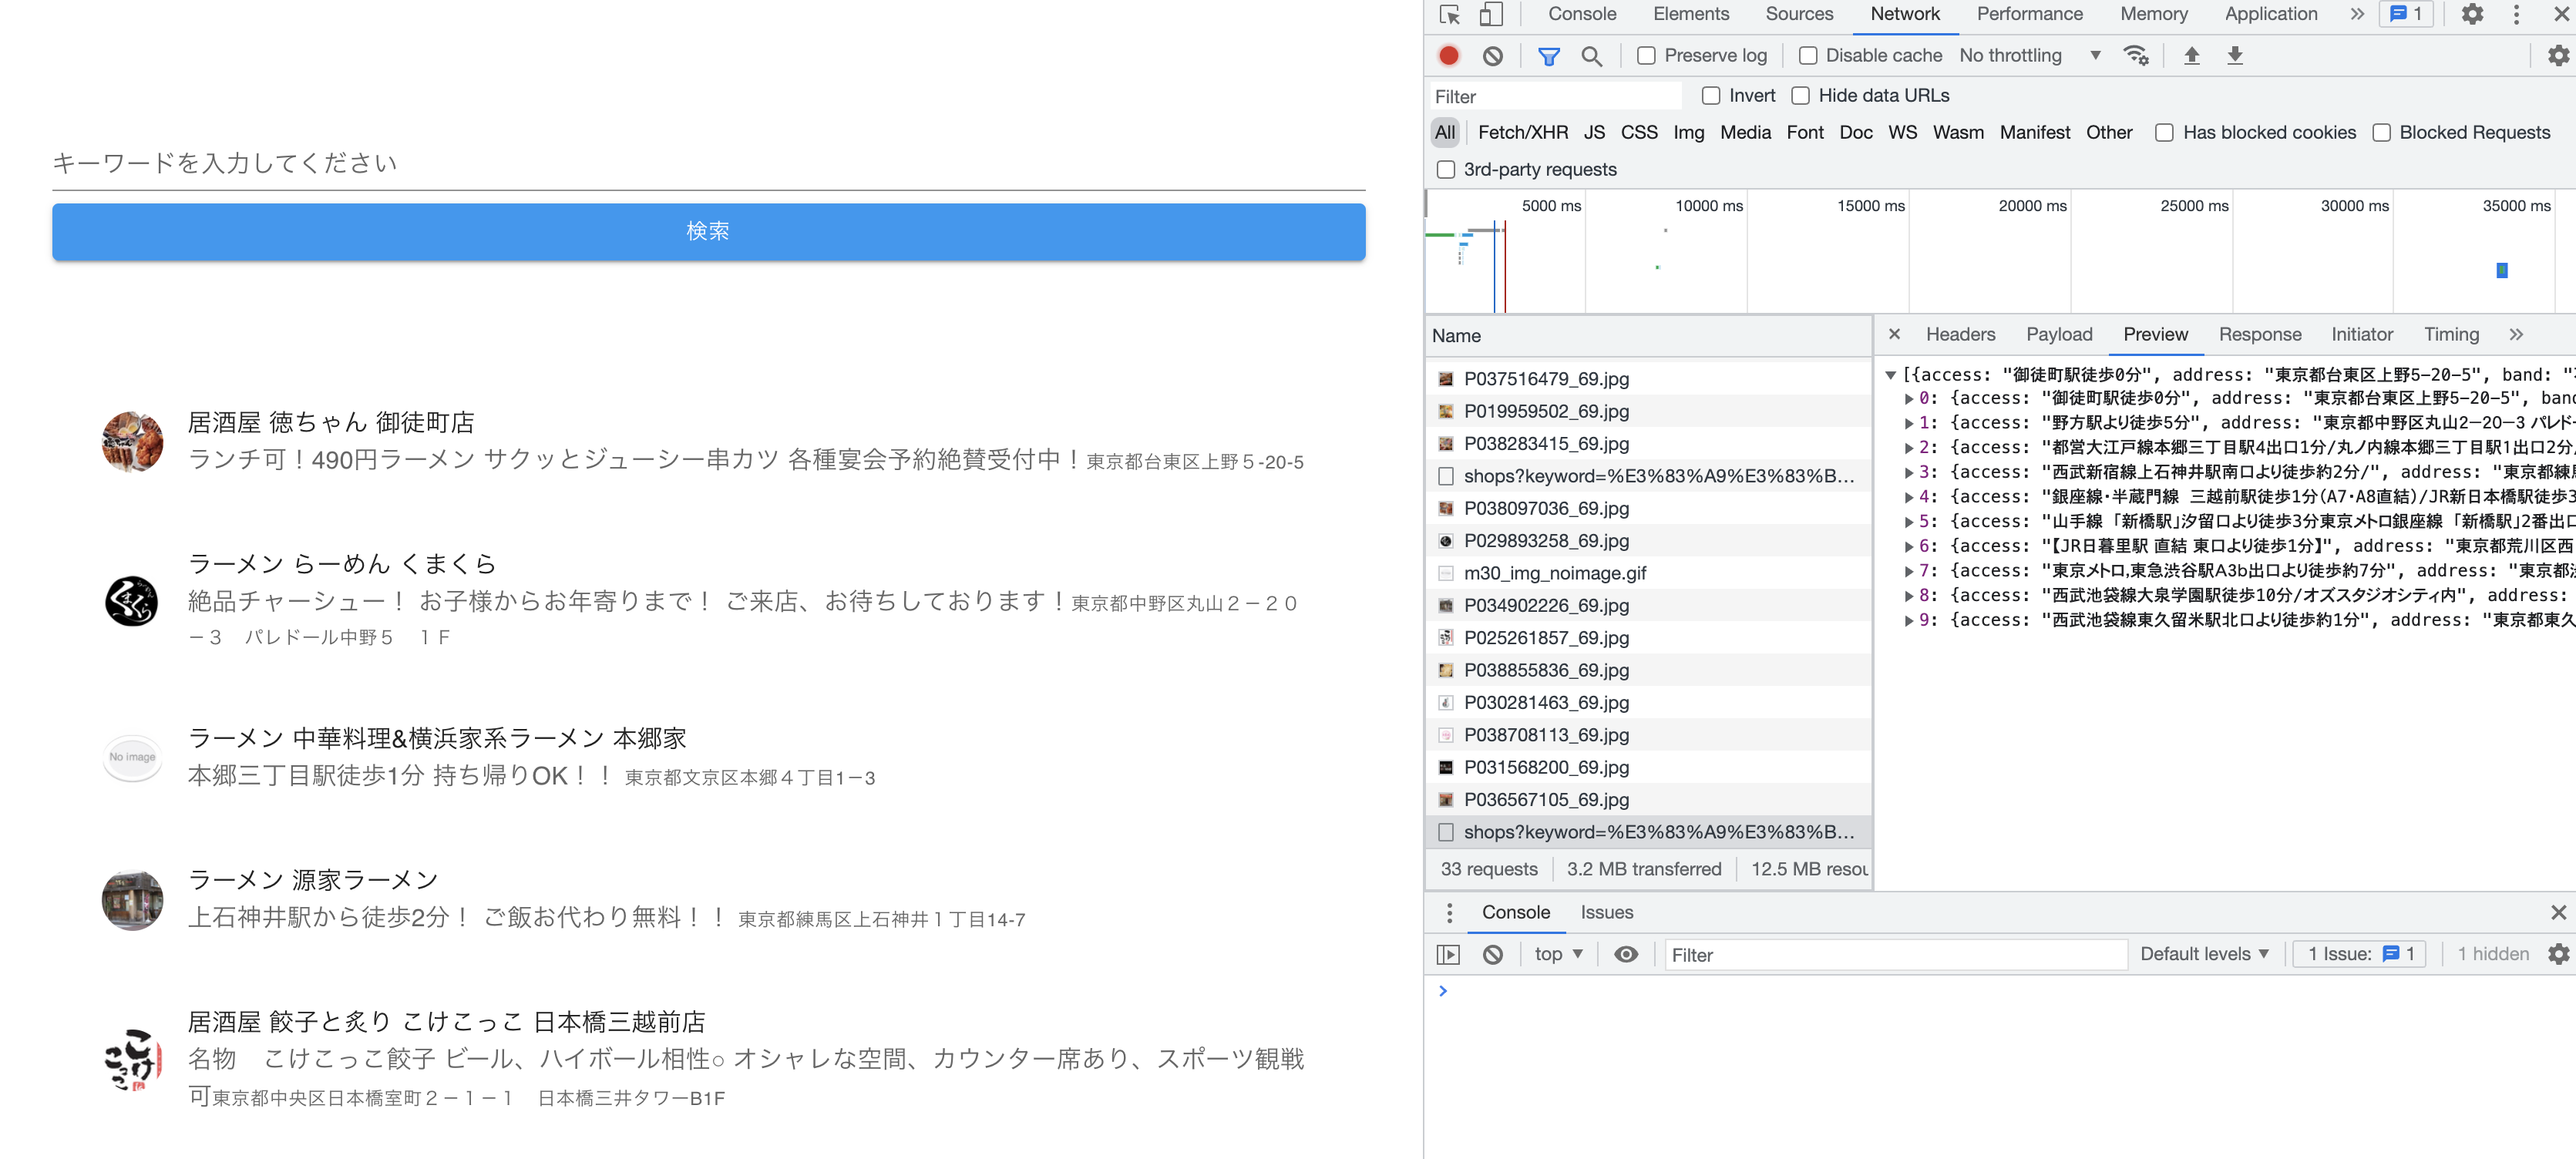 キーワードを入力してください
検索
居酒屋 徳ちゃん 御徒町店
ランチ可！490円ラーメン サクッとジューシー串カツ 各種宴会予約絶賛受付中！東京都台東区上野５-20-5
ラーメン らーめん くまくら
絶品チャーシュー！ お子様からお年寄りまで！ ご来店、お待ちしております！東京都中野区丸山２－２０
－３　パレドール中野５　１Ｆ
No image
ラーメン 中華料理&横浜家系ラーメン 本郷家
本郷三丁目駅徒歩1分 持ち帰りOK！！ 東京都文京区本郷４丁目1－3
ラーメン 源家ラーメン
上石神井駅から徒歩2分！ ご飯お代わり無料！！ 東京都練馬区上石神井１丁目14-7
こけこっこ
居酒屋 餃子と炙り こけこっこ 日本橋三越前店
名物　こけこっこ餃子 ビール、ハイボール相性○ オシャレな空間、カウンター席あり、スポーツ観戦
可東京都中央区日本橋室町２－１－１　日本橋三井タワーB1F
Console Elements Sources Network Performance Memory Application » 1
Preserve log Disable cache No throttling
Filter Invert Hide data URLs
All Fetch/XHR JS CSS Img Media Font Doc WS Wasm Manifest Other Has blocked cookies Blocked Requests
3rd-party requests
5000 ms 10000 ms 15000 ms 20000 ms 25000 ms 30000 ms 35000 ms
Name
P037516479_69.jpg
P019959502_69.jpg
P038283415_69.jpg
shops?keyword=%E3%83%A9%E3%83%B...
P038097036_69.jpg
P029893258_69.jpg
m30_img_noimage.gif
P034902226_69.jpg
P025261857_69.jpg
P038855836_69.jpg
P030281463_69.jpg
P038708113_69.jpg
P031568200_69.jpg
P036567105_69.jpg
shops?keyword=%E3%83%A9%E3%83%B...
33 requests 3.2 MB transferred 12.5 MB resou
Headers Payload Preview Response Initiator Timing »
[{access: "御徒町駅徒歩0分", address: "東京都台東区上野5−20-5", band: "
0: {access: "御徒町駅徒歩0分", address: "東京都台東区上野5−20-5", band
1: {access: "野方駅より徒歩5分", address: "東京都中野区丸山2−20−3 パレド
2: {access: "都営大江戸線本郷三丁目駅4出口1分/丸ノ内線本郷三丁目駅1出口2分
3: {access: "西武新宿線上石神井駅南口より徒歩約2分/", address: "東京都練
4: {access: "銀座線･半蔵門線 三越前駅徒歩1分(A7･A8直結)/JR新日本橋駅徒歩3
5: {access: "山手線「新橋駅」汐留口より徒歩3分東京メトロ銀座線「新橋駅」2番出口
6: {access: "【JR日暮里駅 直結 東口より徒歩1分】", address: "東京都荒川区西
7: {access: "東京メトロ,東急渋谷駅A3b出口より徒歩約7分", address: "東京都
8: {access: "西武池袋線大泉学園駅徒歩10分/オズスタジオシティ内", address:
9: {access: "西武池袋線東久留米駅北口より徒歩約1分", address: "東京都東久
Console Issues
top Filter Default levels 1 Issue: 1 1 hidden